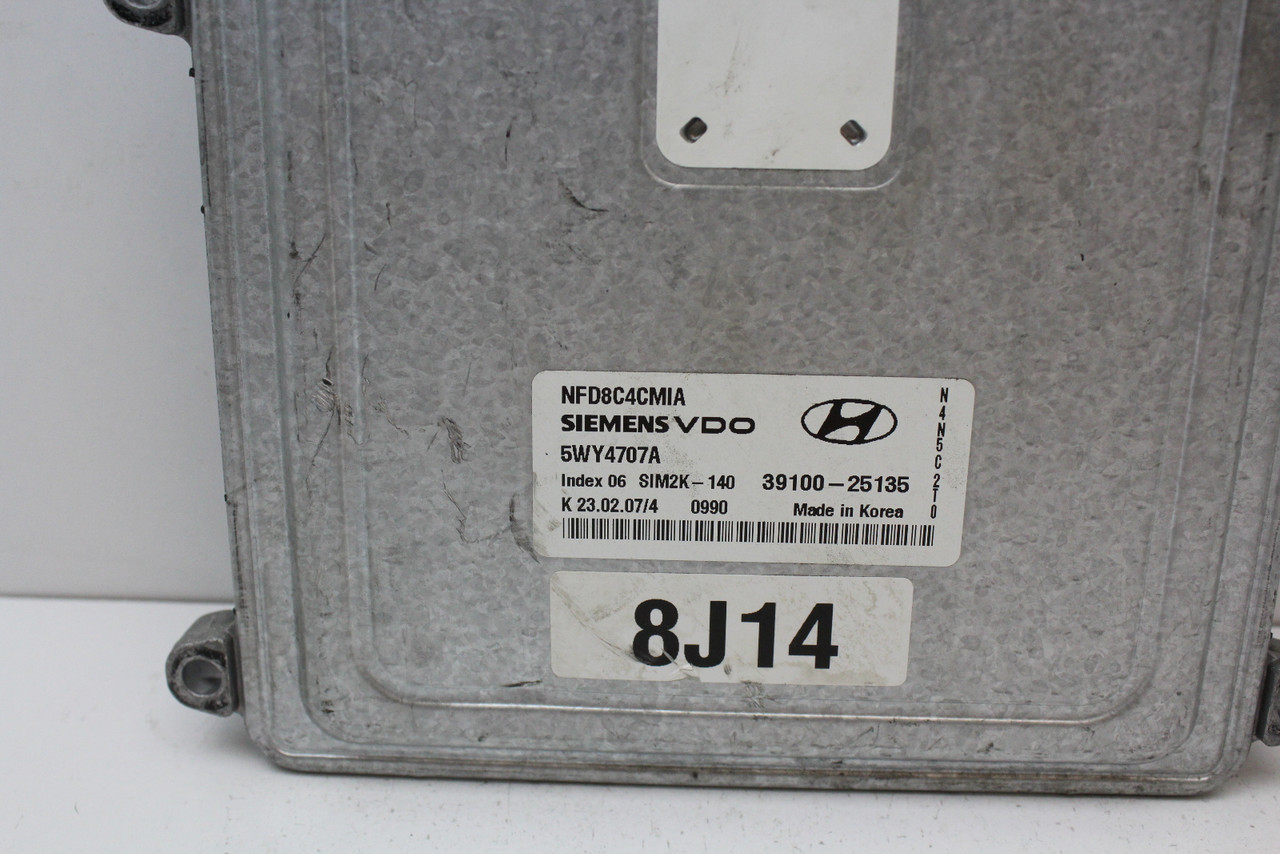 NFD8C4CMIA
SIEMENS VDO
5WY4707A
Index 06 SIM2K-140 39100-25135
K 23.02.07/4 0990 Made in Korea
N4N5C2T0
8J14